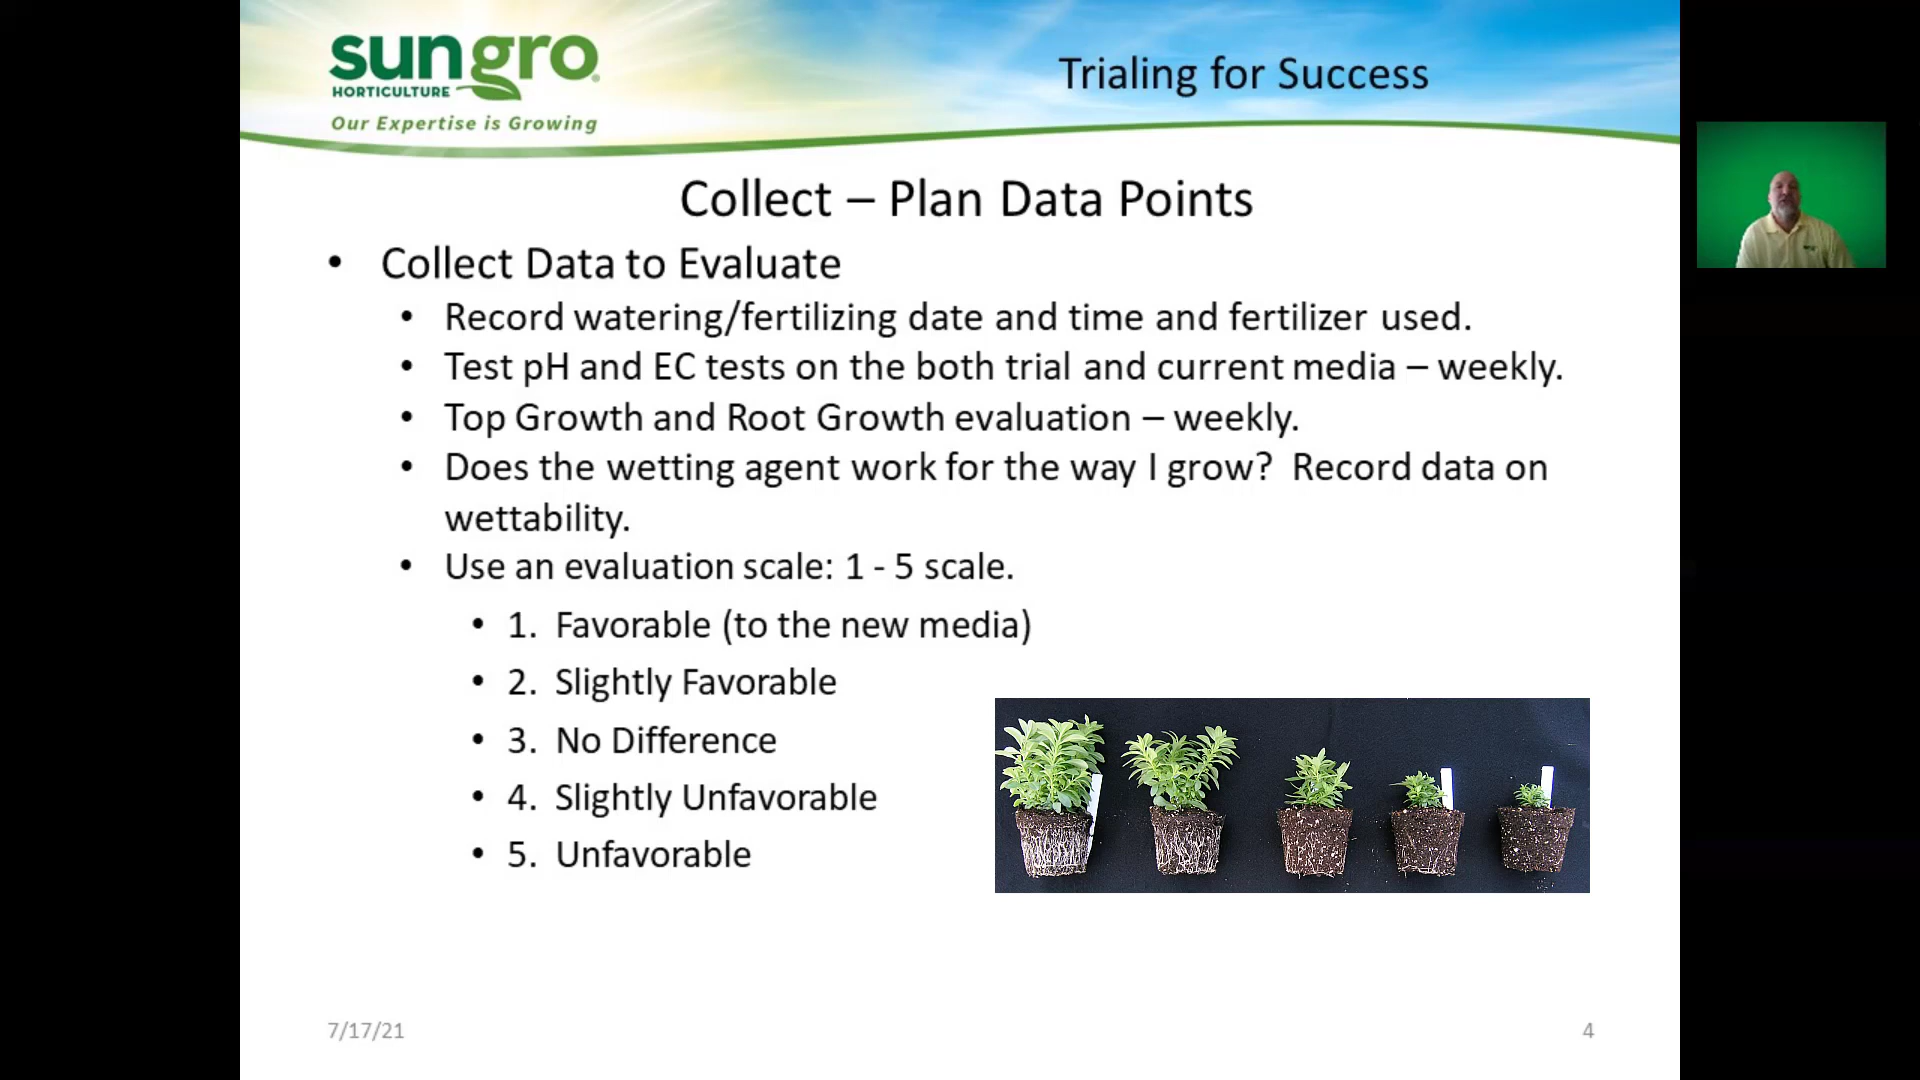 sungro
HORTICULTURE
Our Expertise is Growing
Trialing for Success
Collect – Plan Data Points
• Collect Data to Evaluate
• Record watering/fertilizing date and time and fertilizer used.
• Test pH and EC tests on the both trial and current media – weekly.
• Top Growth and Root Growth evaluation – weekly.
• Does the wetting agent work for the way I grow? Record data on
wettability.
• Use an evaluation scale: 1 - 5 scale.
• 1. Favorable (to the new media)
• 2. Slightly Favorable
• 3. No Difference
• 4. Slightly Unfavorable
• 5. Unfavorable
7/17/21
4